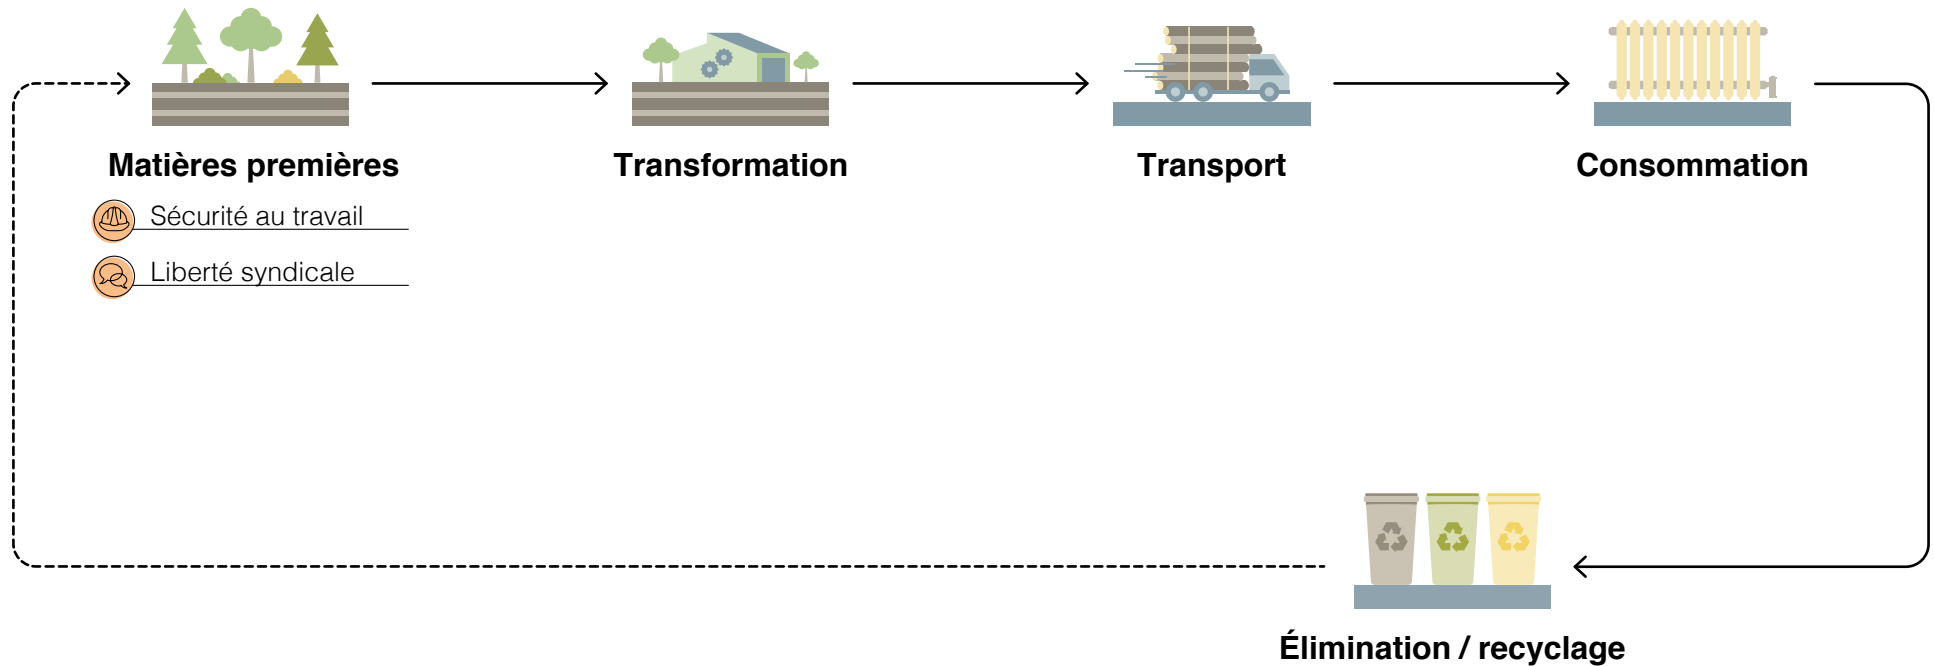 Matières premières
Transformation
Transport
Consommation
Sécurité au travail
Liberté syndicale
Élimination / recyclage